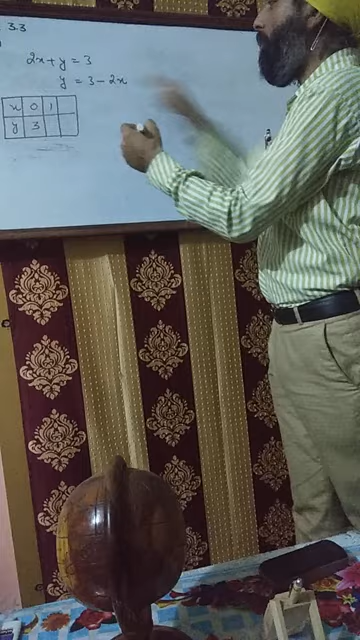 3.3
2x + y = 3
y = 3 - 2x
x 0 1
y 3